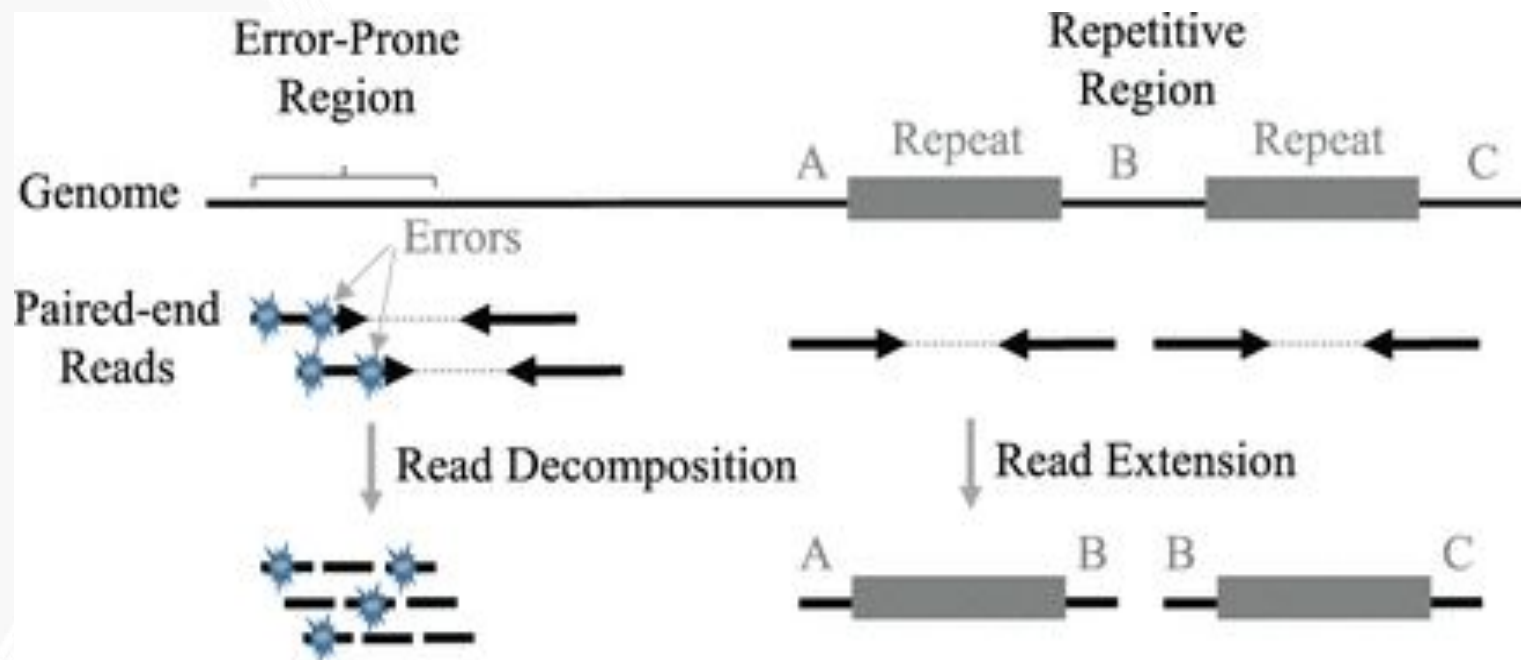 Error-Prone
Region
Repetitive
Region
A
Repeat
B
Repeat
C
Genome
Errors
Paired-end
Reads
Read Decomposition
Read Extension
A
B
B
C